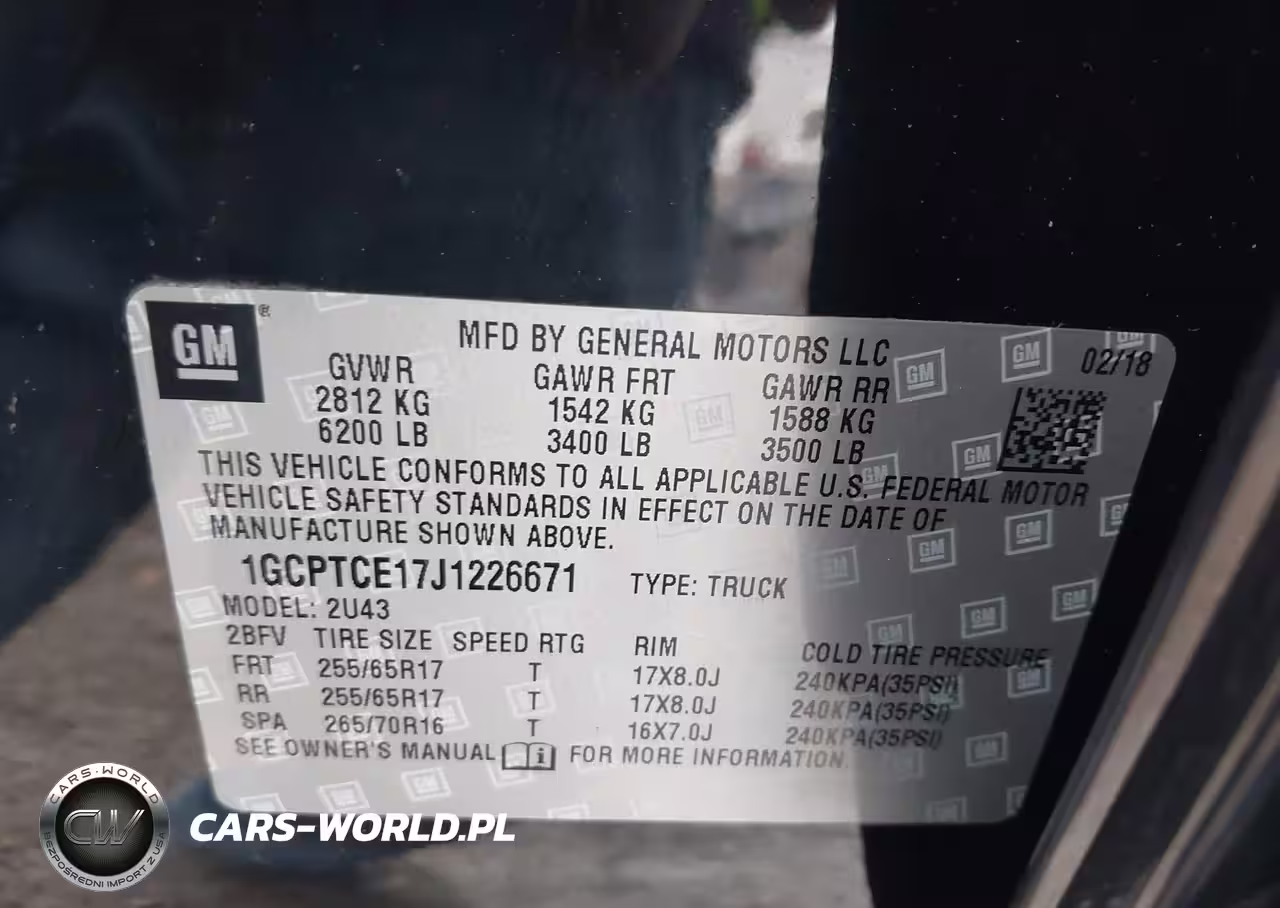 GM ®
MFD BY GENERAL MOTORS LLC
02/18
GVWR GAWR FRT GAWR RR
2812 KG 1542 KG 1588 KG
6200 LB 3400 LB 3500 LB
THIS VEHICLE CONFORMS TO ALL APPLICABLE U.S. FEDERAL MOTOR
VEHICLE SAFETY STANDARDS IN EFFECT ON THE DATE OF
MANUFACTURE SHOWN ABOVE.
1GCPTCE17J1226671 TYPE: TRUCK
MODEL: 2U43
2BFV TIRE SIZE SPEED RTG RIM COLD TIRE PRESSURE
FRT 255/65R17 T 17X8.0J 240KPA(35PSI)
RR 255/65R17 T 17X8.0J 240KPA(35PSI)
SPA 265/70R16 T 16X7.0J 240KPA(35PSI)
SEE OWNER'S MANUAL i FOR MORE INFORMATION.
CARS-WORLD
CW
BEZPOŚREDNI IMPORT Z USA
CARS-WORLD.PL